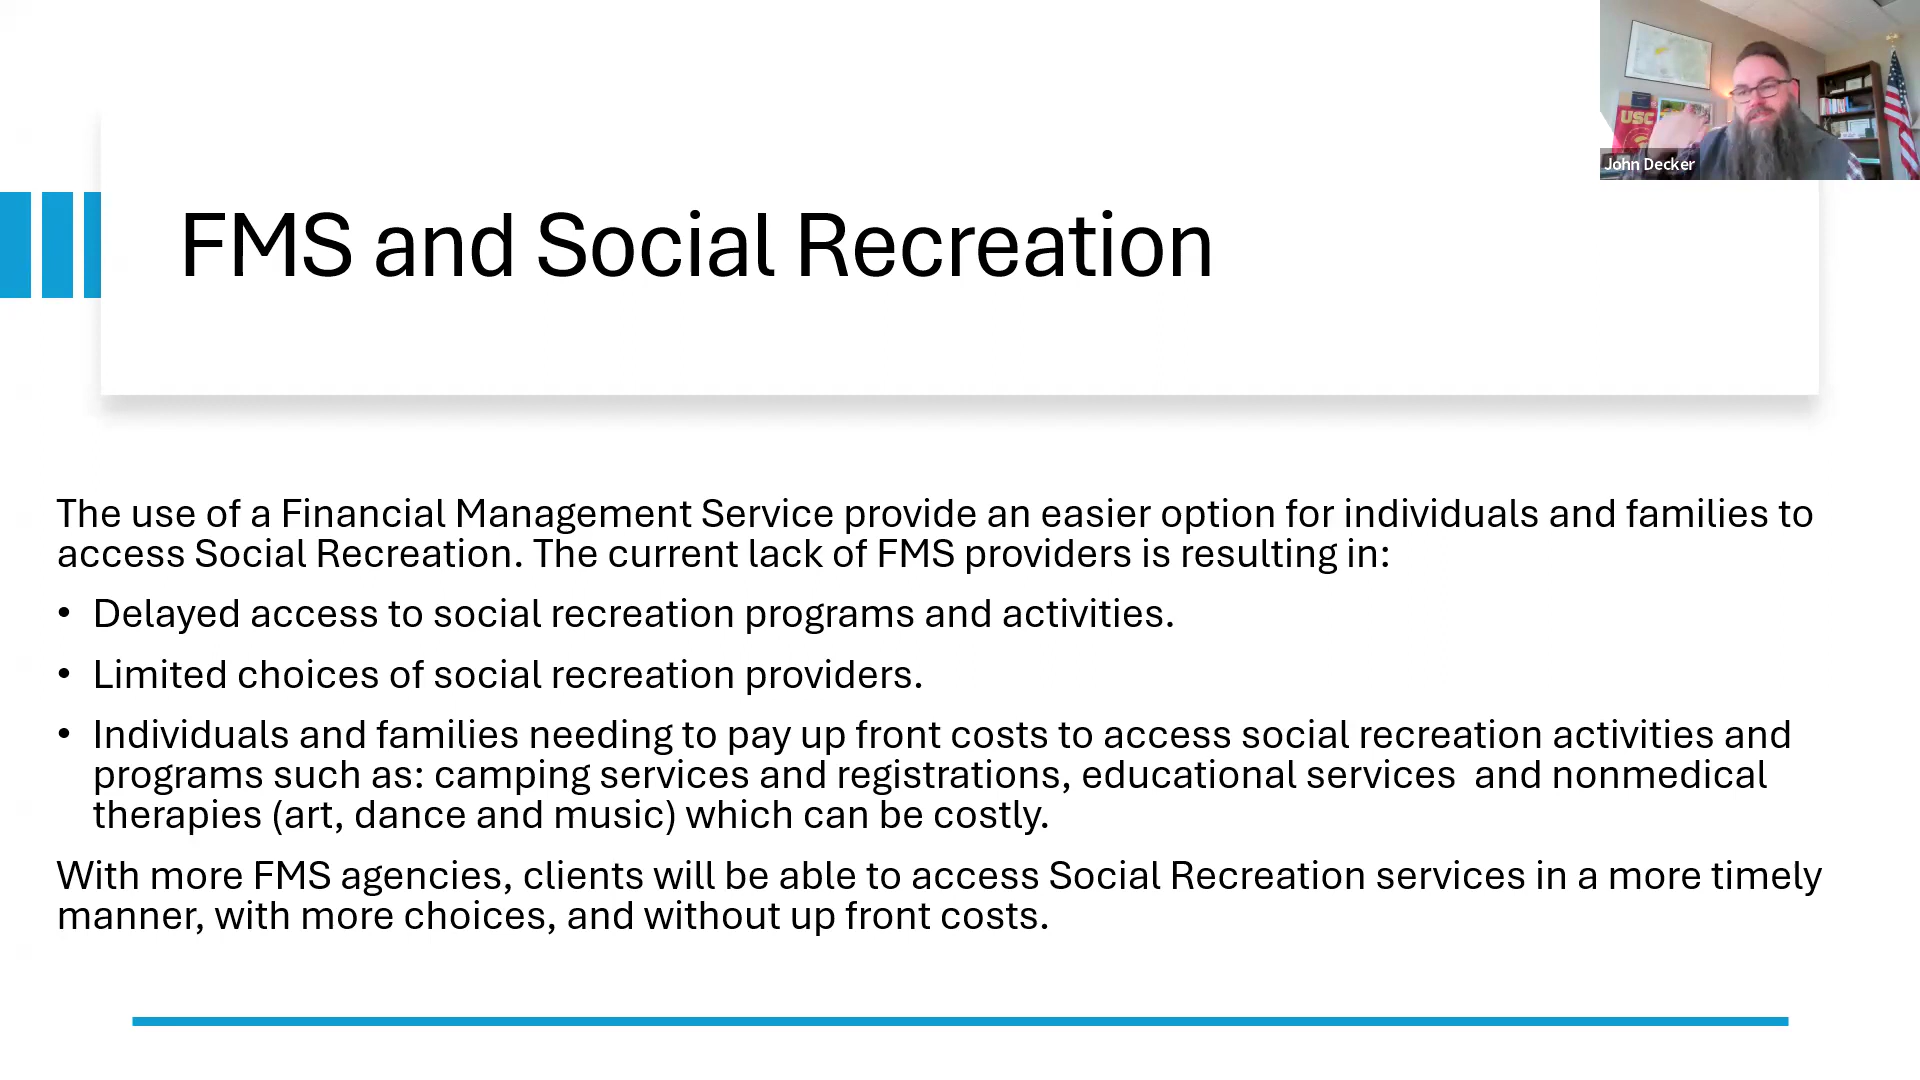 USC
John Decker
FMS and Social Recreation
The use of a Financial Management Service provide an easier option for individuals and families to
access Social Recreation. The current lack of FMS providers is resulting in:
• Delayed access to social recreation programs and activities.
• Limited choices of social recreation providers.
• Individuals and families needing to pay up front costs to access social recreation activities and
programs such as: camping services and registrations, educational services  and nonmedical
therapies (art, dance and music) which can be costly.
With more FMS agencies, clients will be able to access Social Recreation services in a more timely
manner, with more choices, and without up front costs.